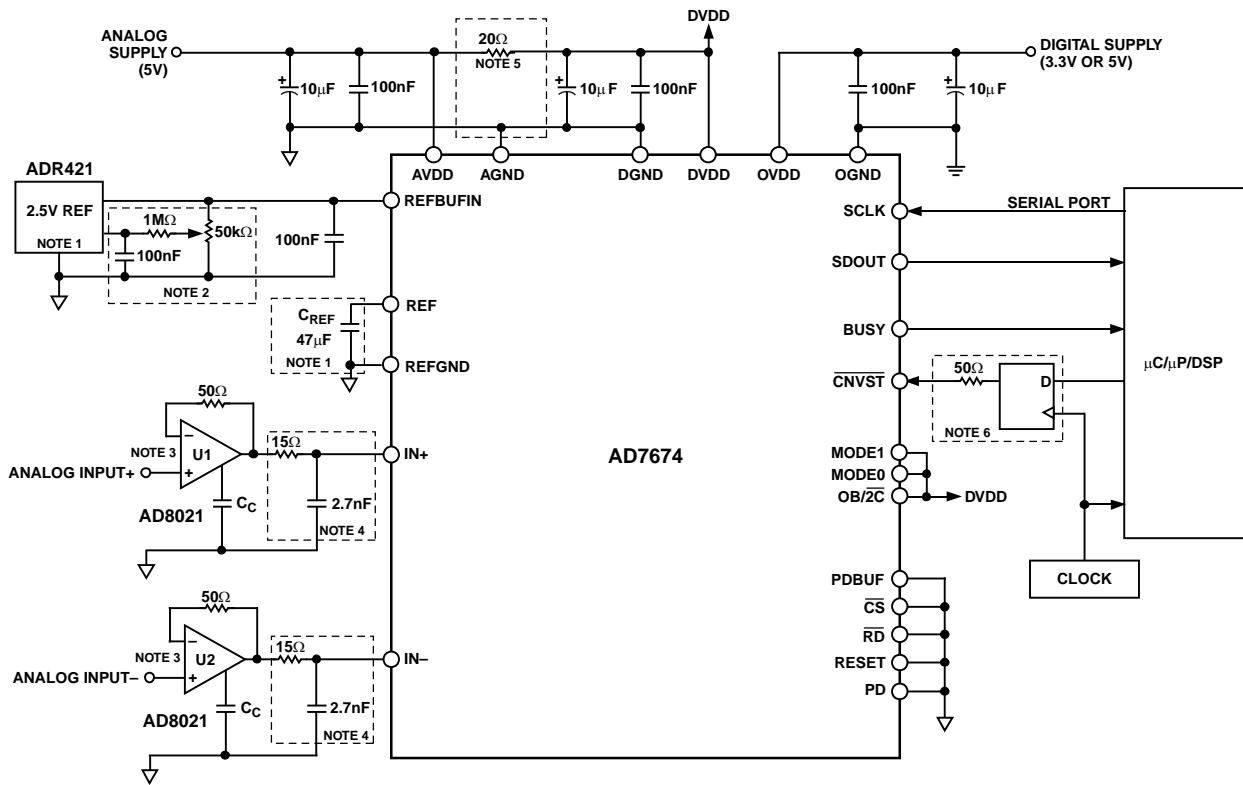 ANALOG
SUPPLY
(5V)
20Ω
NOTE 5
DVDD
DIGITAL SUPPLY
(3.3V OR 5V)
+
10μF
100nF
+
10μF
100nF
100nF
+
10μF
ADR421
2.5V REF
NOTE 1
1MΩ
50kΩ
100nF
100nF
NOTE 2
AVDD
AGND
DGND
DVDD
OVDD
OGND
REFBUFIN
REF
REFGND
CREF
47μF
NOTE 1
50Ω
NOTE 3
−
U1
+
ANALOG INPUT+
AD8021
CC
15Ω
2.7nF
NOTE 4
IN+
50Ω
NOTE 3
−
U2
+
ANALOG INPUT−
AD8021
CC
15Ω
2.7nF
NOTE 4
IN−
AD7674
SCLK
SERIAL PORT
SDOUT
BUSY
CNVST
50Ω
D
NOTE 6
μC/μP/DSP
MODE1
MODE0
OB/2C
DVDD
CLOCK
PDBUF
CS
RD
RESET
PD